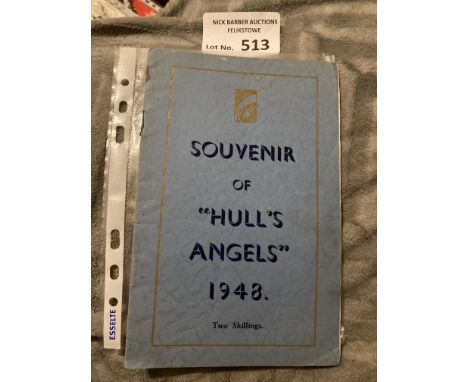 NICK BARBER AUCTIONS
FELIXSTOWE
Lot No. 513
SOUVENIR
OF
"HULL'S
ANGELS"
1948.
Two Shillings.
ESSELTE